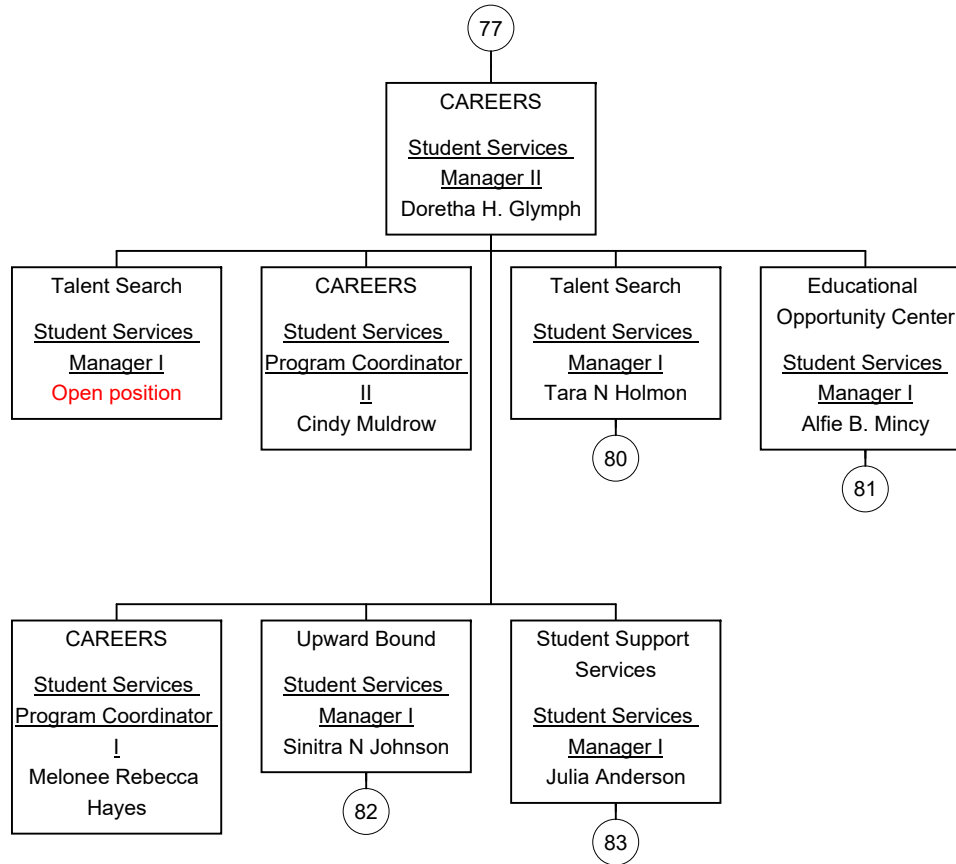 77
CAREERS
Student Services
Manager II
Doretha H. Glymph
Talent Search
Student Services
Manager I
Open position
CAREERS
Student Services
Program Coordinator
II
Cindy Muldrow
Talent Search
Student Services
Manager I
Tara N Holmon
80
Educational
Opportunity Center
Student Services
Manager I
Alfie B. Mincy
81
CAREERS
Student Services
Program Coordinator
I
Melonee Rebecca
Hayes
Upward Bound
Student Services
Manager I
Sinitra N Johnson
82
Student Support
Services
Student Services
Manager I
Julia Anderson
83